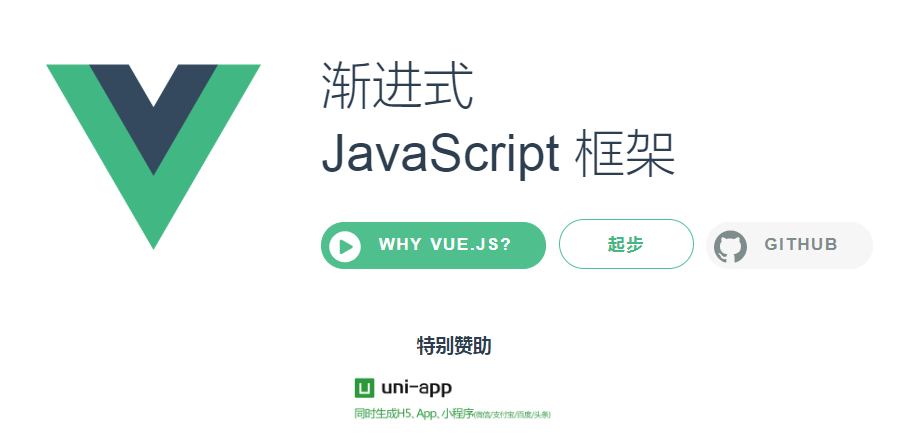 渐进式
JavaScript 框架
WHY VUE.JS?
起步
GITHUB
特别赞助
uni-app
同时生成H5、App、小程序(微信/支付宝/百度/头条)